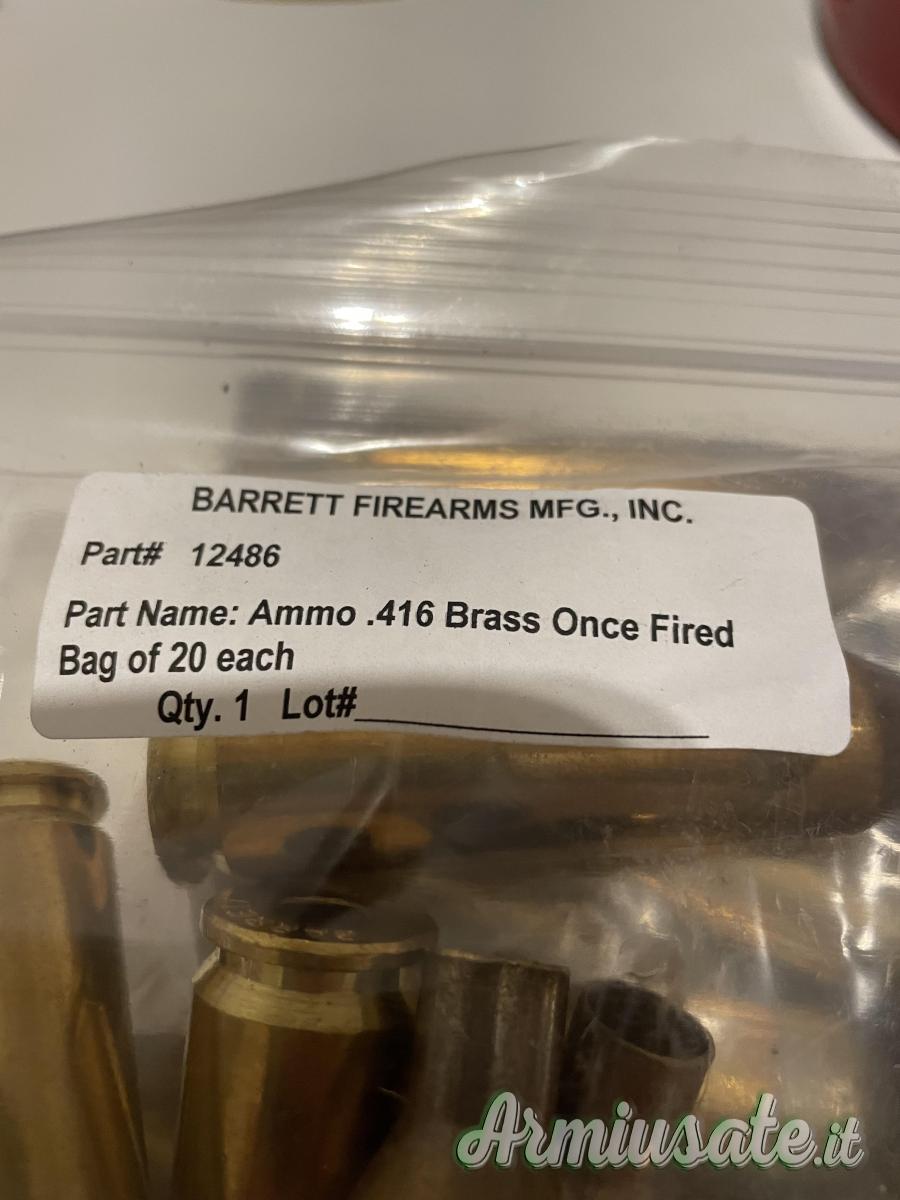 BARRETT FIREARMS MFG., INC.
Part# 12486
Part Name: Ammo .416 Brass Once Fired
Bag of 20 each
Qty. 1 Lot#
Armiusate.it